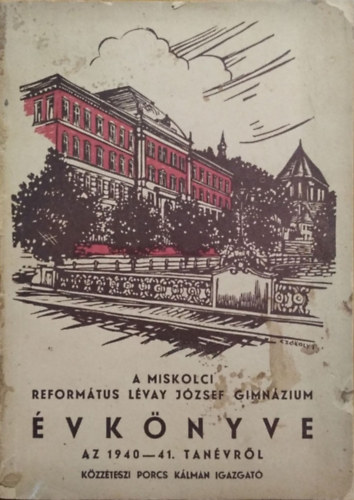 A MISKOLCI
REFORMÁTUS LÉVAY JÓZSEF GIMNÁZIUM
ÉVKÖNYVE
AZ 1940—41. TANÉVRŐL
KÖZZÉTESZI PORCS KÁLMÁN IGAZGATÓ